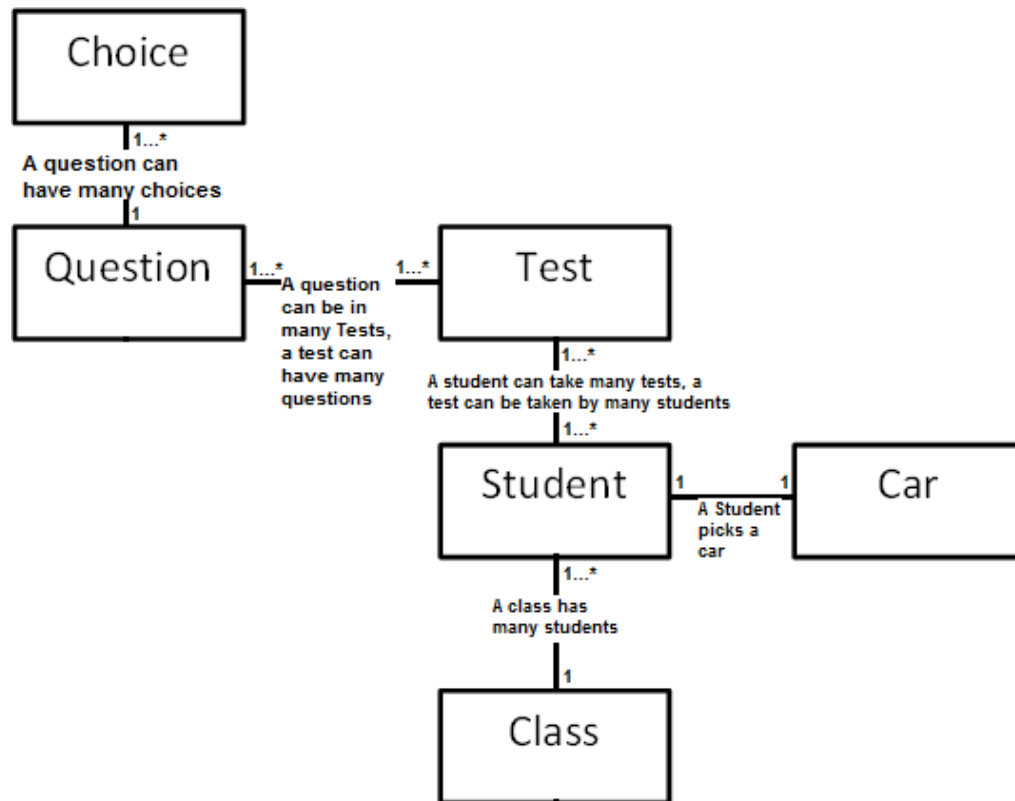 Choice
1...*
A question can
have many choices
1
Question
1...*
1...*
A question
can be in
many Tests,
a test can
have many
questions
Test
1...*
A student can take many tests, a
test can be taken by many students
1...*
Student
1
1
A Student
picks a
car
Car
1...*
A class has
many students
1
Class